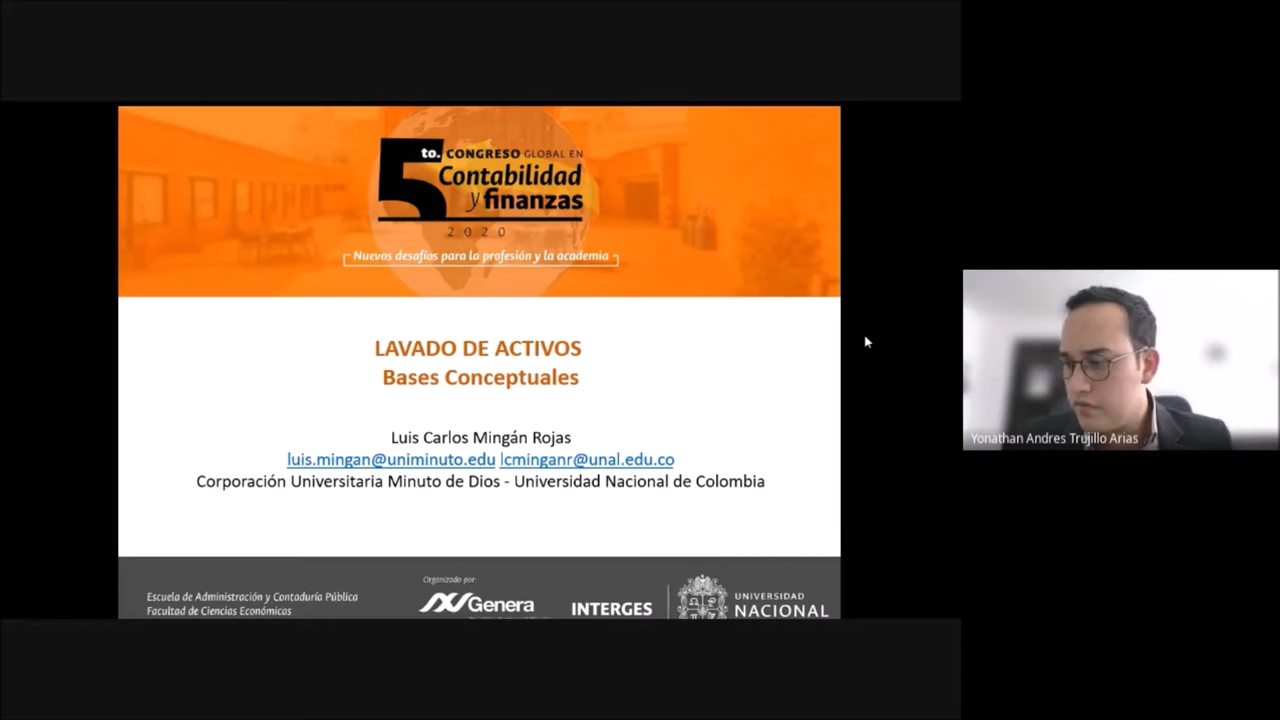 5to. CONGRESO GLOBAL EN
Contabilidad
y finanzas
2020
Nuevos desafíos para la profesión y la academia
LAVADO DE ACTIVOS
Bases Conceptuales
Luis Carlos Mingán Rojas
luis.mingan@uniminuto.edu lcminganr@unal.edu.co
Corporación Universitaria Minuto de Dios - Universidad Nacional de Colombia
Escuela de Administración y Contaduría Pública
Facultad de Ciencias Económicas
Organizado por:
Genera
INTERGES
UNIVERSIDAD
NACIONAL
Yonathan Andres Trujillo Arias